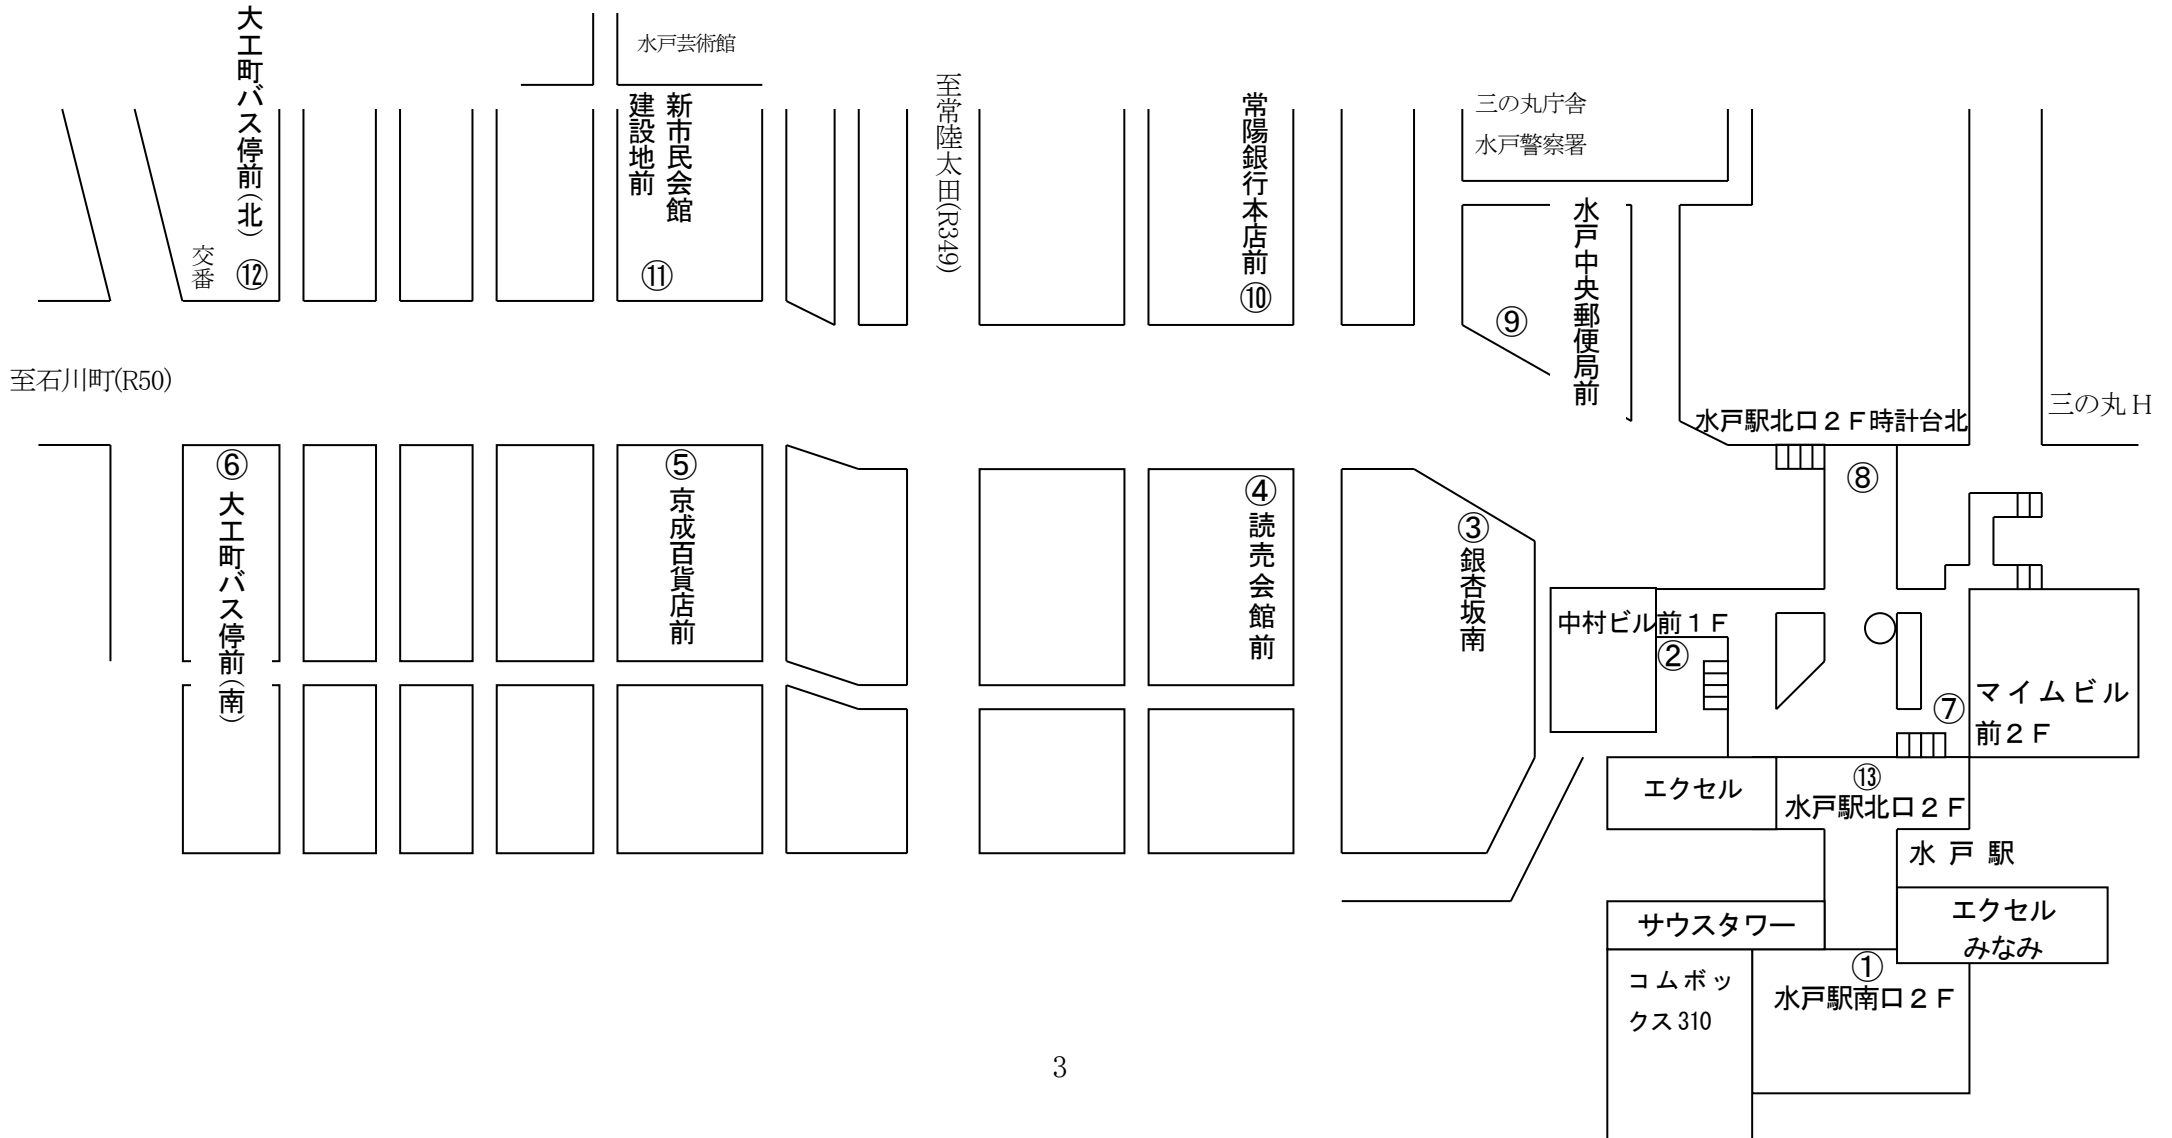 大工町バス停前(北)
⑫
交番
水戸芸術館
新市民会館
建設地前
⑪
至常陸太田(R349)
常陽銀行本店前
⑩
三の丸庁舎
水戸警察署
水戸中央郵便局前
⑨
至石川町(R50)
三の丸H
水戸駅北口２Ｆ時計台北
⑧
⑥
大工町バス停前(南)
⑤
京成百貨店前
④
読売会館前
③
銀杏坂南
中村ビル前１Ｆ
②
⑦
マイムビル
前２Ｆ
エクセル
⑬
水戸駅北口２Ｆ
水戸駅
サウスタワー
エクセル
みなみ
コムボッ
クス310
①
水戸駅南口２Ｆ
3